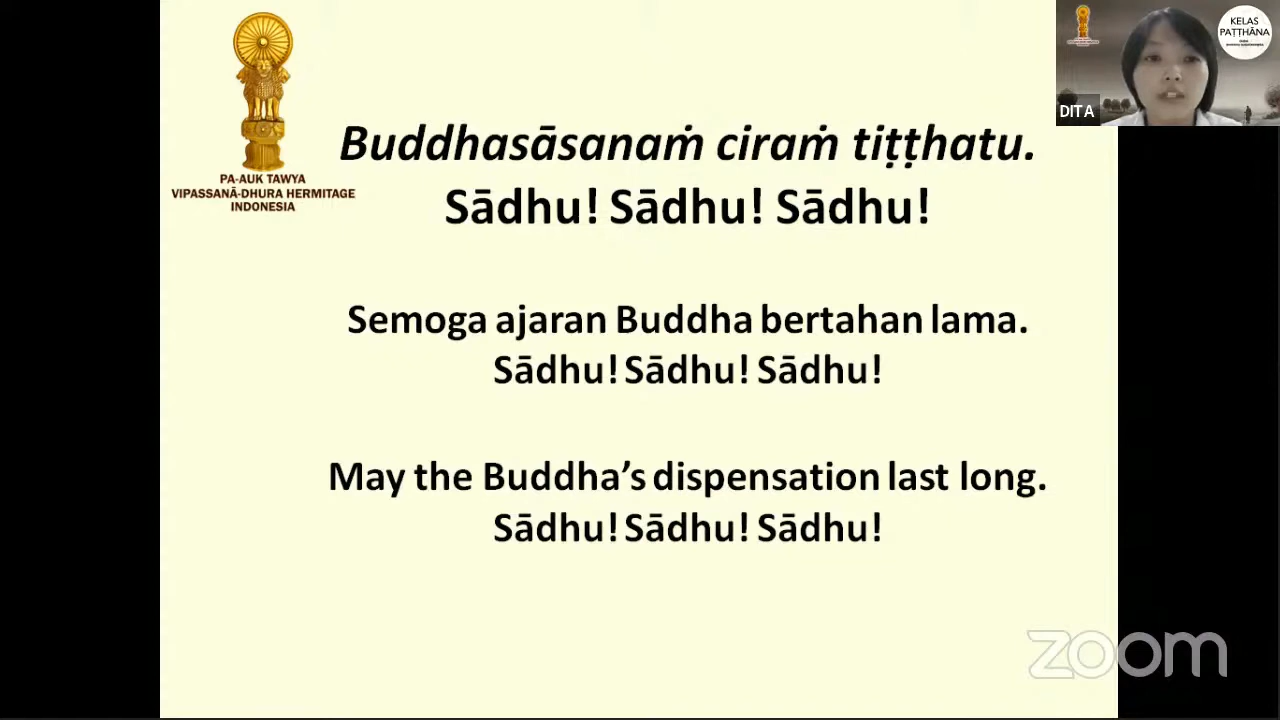 PA-AUK TAWYA
VIPASSANĀ-DHURA HERMITAGE
INDONESIA
Buddhasāsanaṁ ciraṁ tiṭṭhatu.
Sādhu! Sādhu! Sādhu!
Semoga ajaran Buddha bertahan lama.
Sādhu! Sādhu! Sādhu!
May the Buddha’s dispensation last long.
Sādhu! Sādhu! Sādhu!
KELAS
PAṬṬHĀNA
DITA
zoom